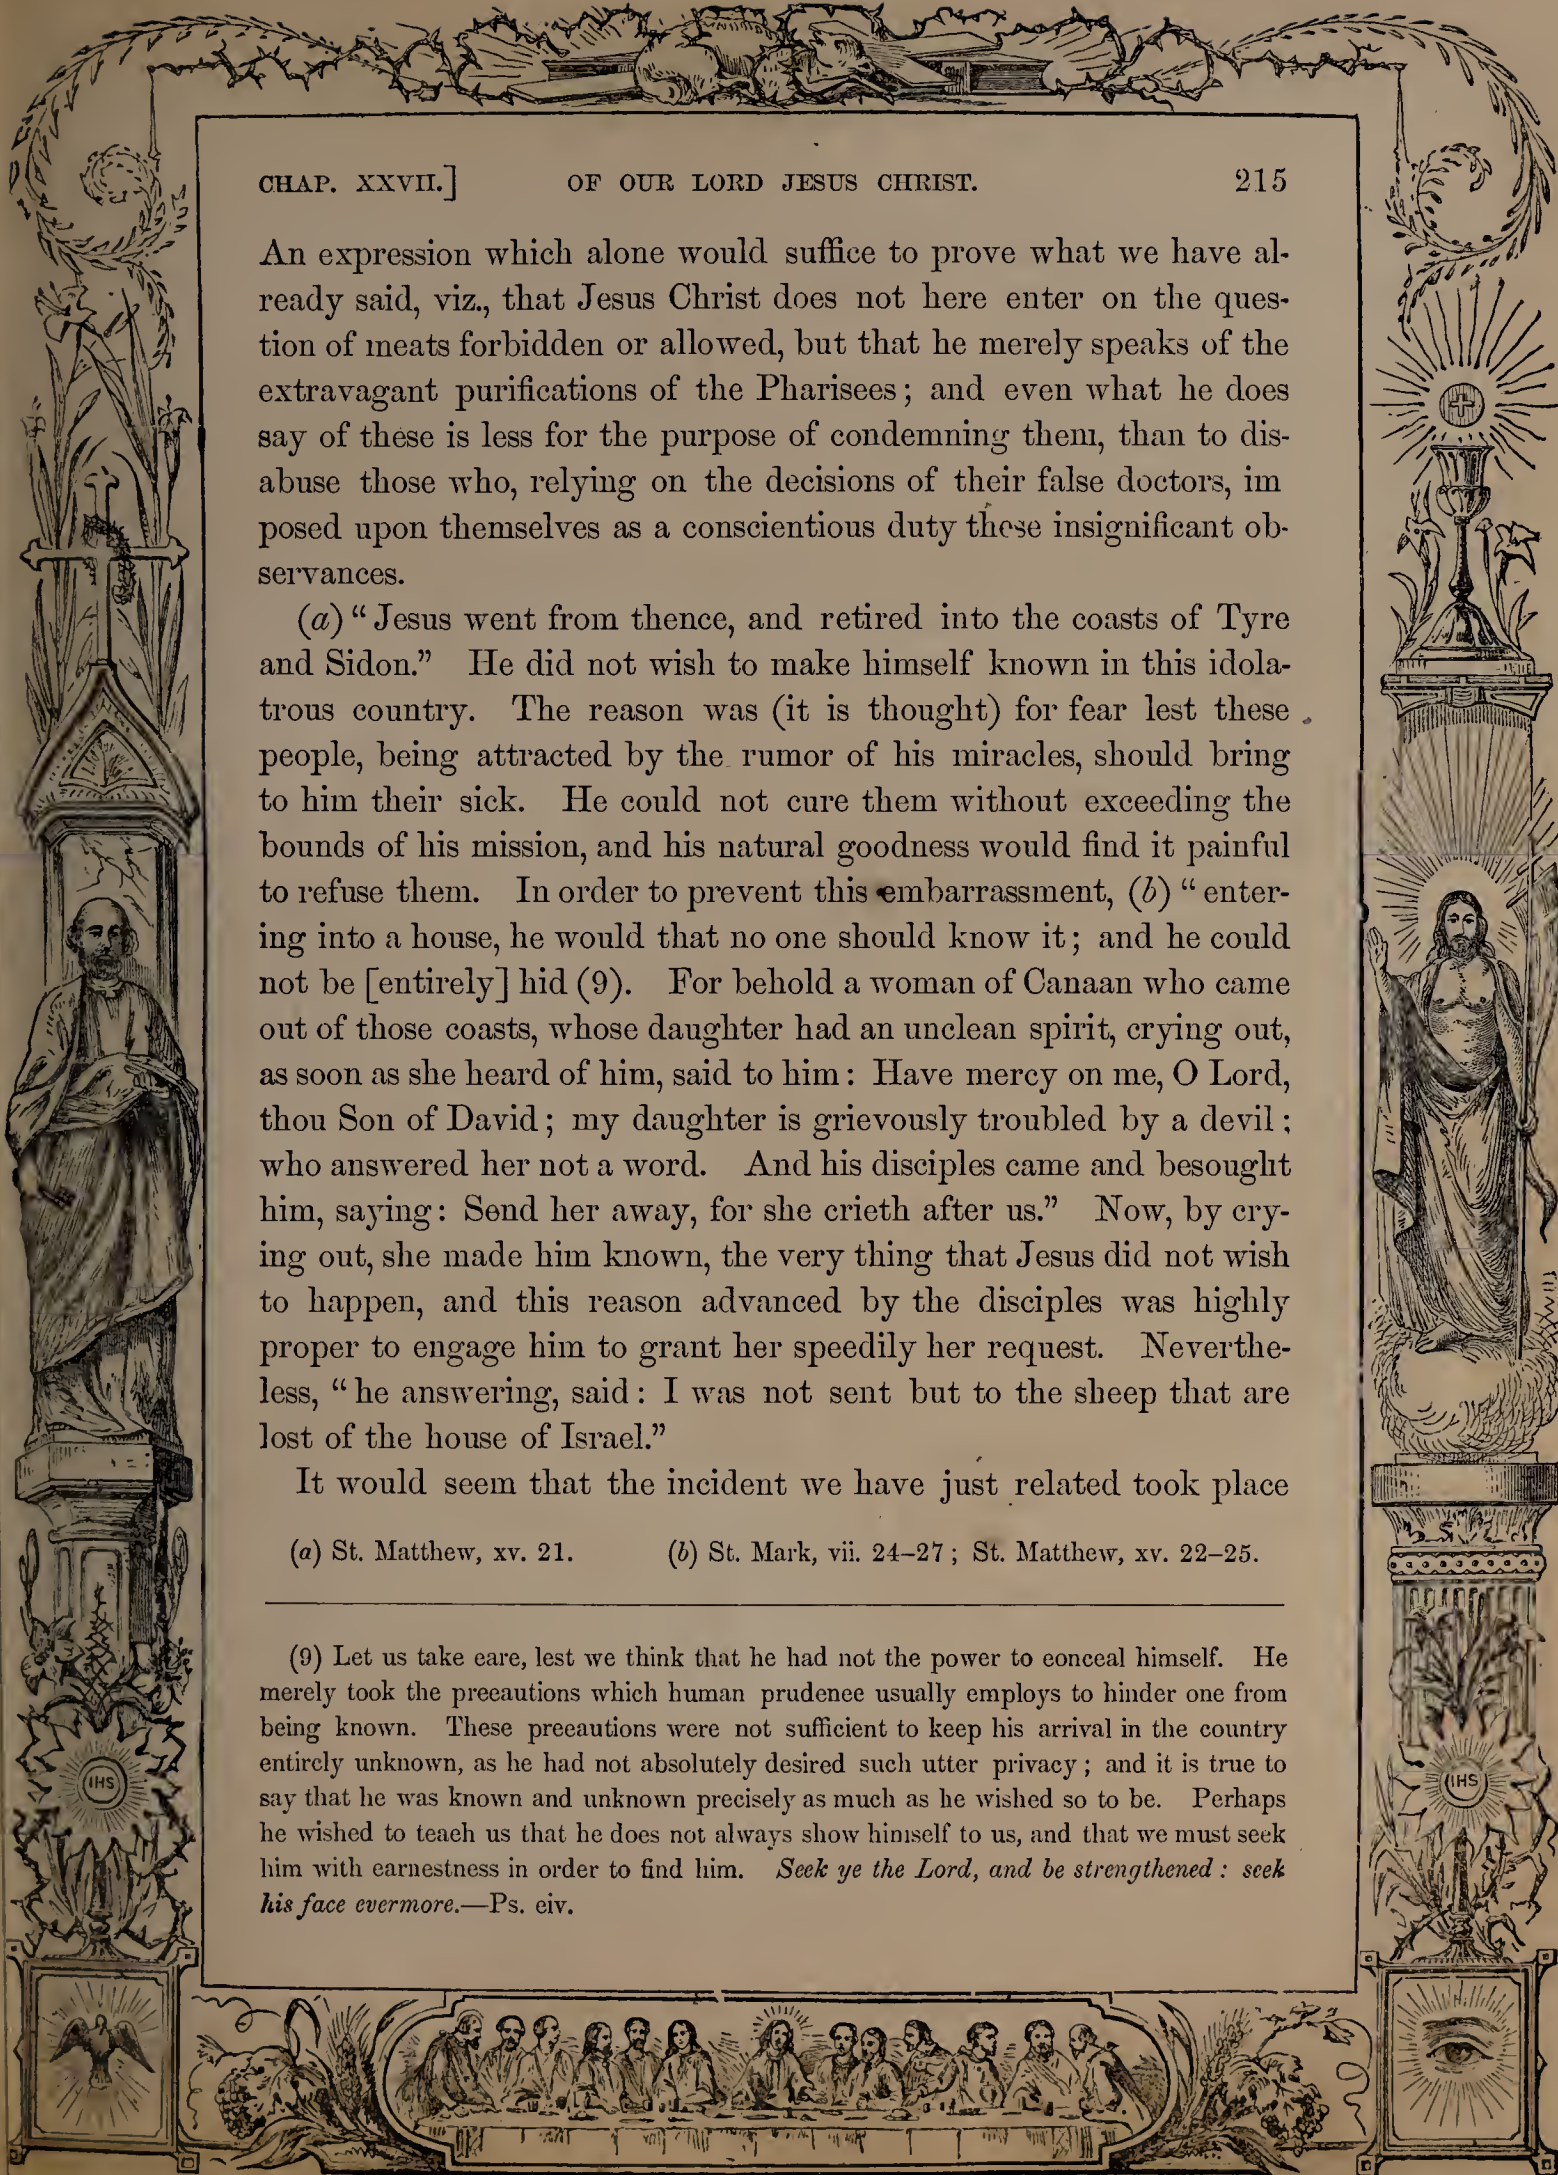 CHAP. XXVII.] OF OUR LORD JESUS CHRIST. 215
An expression which alone would suffice to prove what we have al-
ready said, viz., that Jesus Christ does not here enter on the ques-
tion of meats forbidden or allowed, but that he merely speaks of the
extravagant purifications of the Pharisees; and even what he does
say of these is less for the purpose of condemning them, than to dis-
abuse those who, relying on the decisions of their false doctors, im
posed upon themselves as a conscientious duty these insignificant ob-
servances.
(a) “Jesus went from thence, and retired into the coasts of Tyre
and Sidon.” He did not wish to make himself known in this idola-
trous country. The reason was (it is thought) for fear lest these
people, being attracted by the rumor of his miracles, should bring
to him their sick. He could not cure them without exceeding the
bounds of his mission, and his natural goodness would find it painful
to refuse them. In order to prevent this embarrassment, (b) “enter-
ing into a house, he would that no one should know it; and he could
not be [entirely] hid (9). For behold a woman of Canaan who came
out of those coasts, whose daughter had an unclean spirit, crying out,
as soon as she heard of him, said to him: Have mercy on me, O Lord,
thou Son of David; my daughter is grievously troubled by a devil;
who answered her not a word. And his disciples came and besought
him, saying: Send her away, for she crieth after us.” Now, by cry-
ing out, she made him known, the very thing that Jesus did not wish
to happen, and this reason advanced by the disciples was highly
proper to engage him to grant her speedily her request. Neverthe-
less, “he answering, said: I was not sent but to the sheep that are
lost of the house of Israel.”
It would seem that the incident we have just related took place
(a) St. Matthew, xv. 21. (b) St. Mark, vii. 24–27; St. Matthew, xv. 22–25.
(9) Let us take care, lest we think that he had not the power to conceal himself. He
merely took the precautions which human prudence usually employs to hinder one from
being known. These precautions were not sufficient to keep his arrival in the country
entirely unknown, as he had not absolutely desired such utter privacy; and it is true to
say that he was known and unknown precisely as much as he wished so to be. Perhaps
he wished to teach us that he does not always show himself to us, and that we must seek
him with earnestness in order to find him. Seek ye the Lord, and be strengthened: seek
his face evermore.—Ps. civ.
IHS
IHS